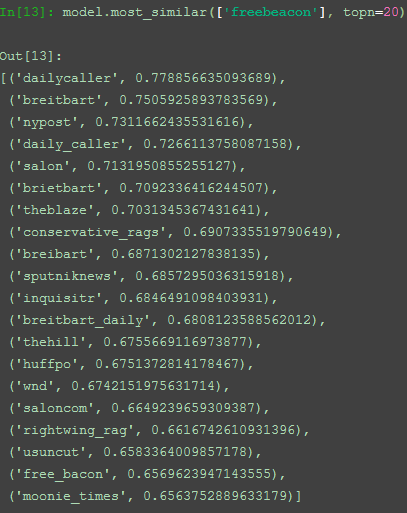 In[13]: model.most_similar(['freebeacon'], topn=20)
Out[13]:
[('dailycaller', 0.778856635093689),
('breitbart', 0.7505925893783569),
('nypost', 0.7311662435531616),
('daily_caller', 0.7266113758087158),
('salon', 0.7131950855255127),
('brietbart', 0.7092336416244507),
('theblaze', 0.7031345367431641),
('conservative_rags', 0.6907335519790649),
('breibart', 0.6871302127838135),
('sputniknews', 0.6857295036315918),
('inquisitr', 0.6846491098403931),
('breitbart_daily', 0.6808123588562012),
('thehill', 0.6755669116973877),
('huffpo', 0.6751372814178467),
('wnd', 0.6742151975631714),
('saloncom', 0.6649239659309387),
('rightwing_rag', 0.6616742610931396),
('usuncut', 0.6583364009857178),
('free_bacon', 0.6569623947143555),
('moonie_times', 0.6563752889633179)]